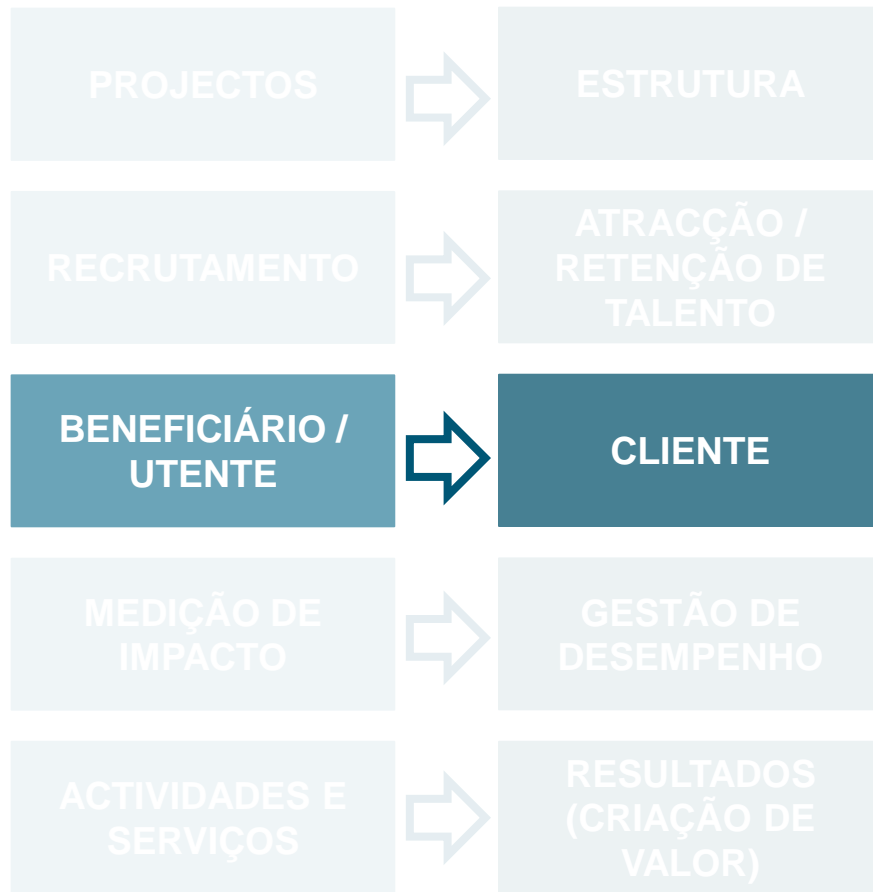 PROJECTOS
ESTRUTURA
RECRUTAMENTO
ATRACÇÃO /
RETENÇÃO DE
TALENTO
BENEFICIÁRIO /
UTENTE
CLIENTE
MEDIÇÃO DE
IMPACTO
GESTÃO DE
DESEMPENHO
ACTIVIDADES E
SERVIÇOS
RESULTADOS
(CRIAÇÃO DE
VALOR)